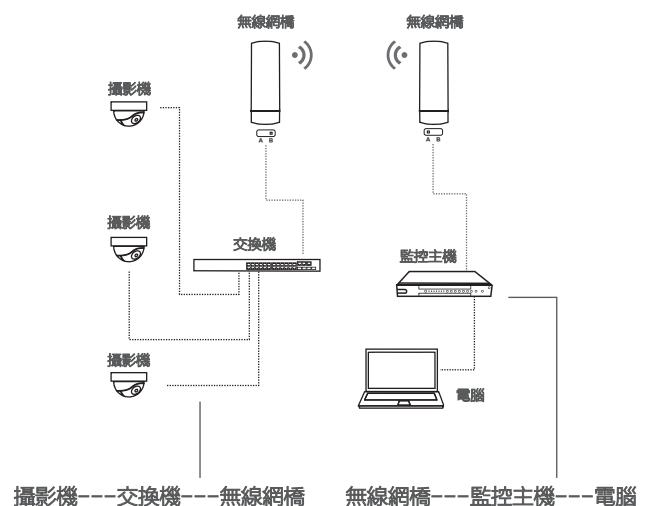 無線網橋
無線網橋
攝影機
A B
A B
攝影機
交換機
監控主機
攝影機
電腦
攝影機---交換機---無線網橋
無線網橋---監控主機---電腦